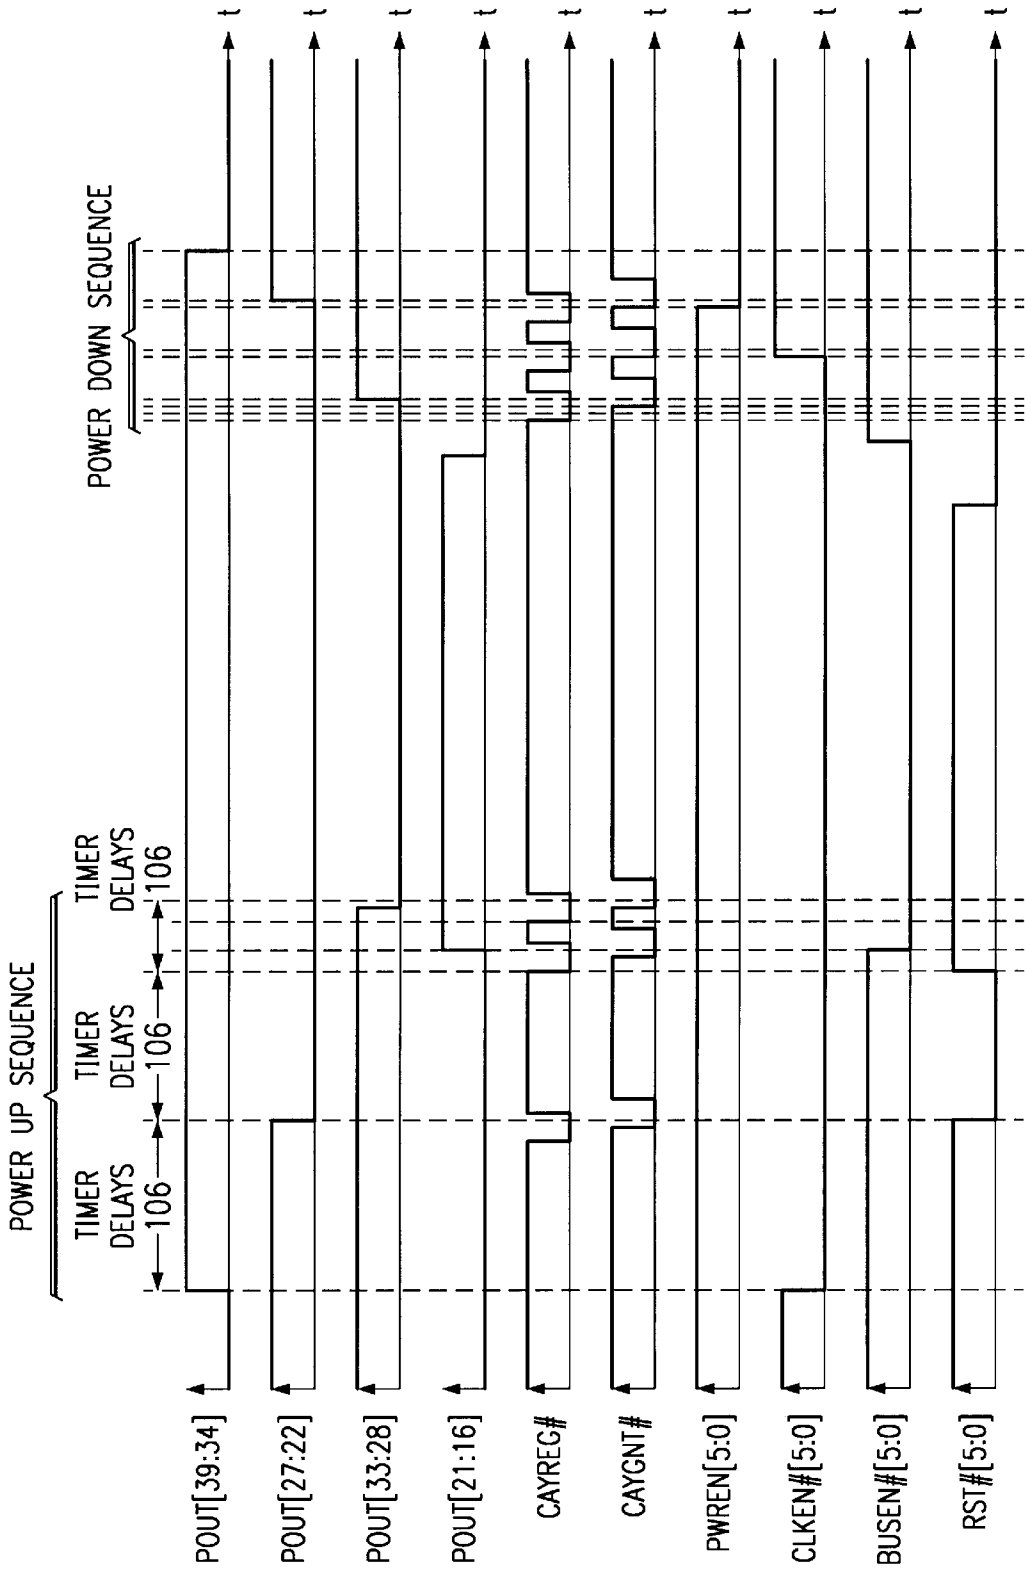 POWER UP SEQUENCE
POWER DOWN SEQUENCE
TIMER
DELAYS
106
TIMER
DELAYS
106
TIMER
DELAYS
106
POUT[39:34]
t
POUT[27:22]
t
POUT[33:28]
t
POUT[21:16]
t
CAYREG#
t
CAYGNT#
t
PWREN[5:0]
t
CLKEN#[5:0]
t
BUSEN#[5:0]
t
RST#[5:0]
t